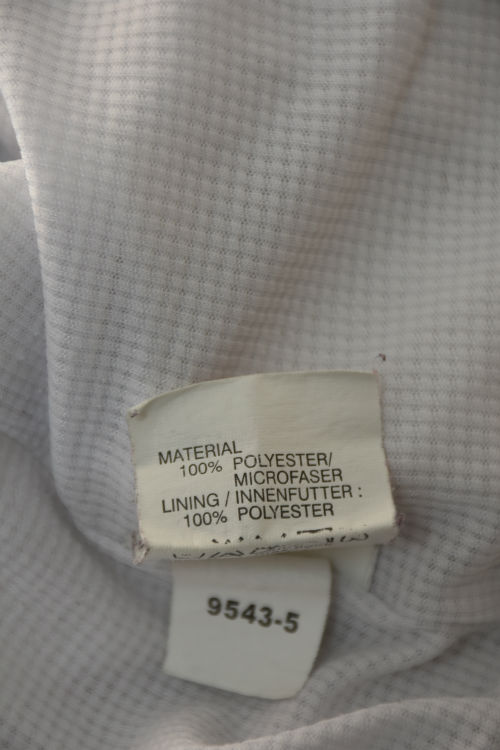 MATERIAL
100% POLYESTER/
MICROFASER
LINING / INNENFUTTER :
100% POLYESTER
9543-5